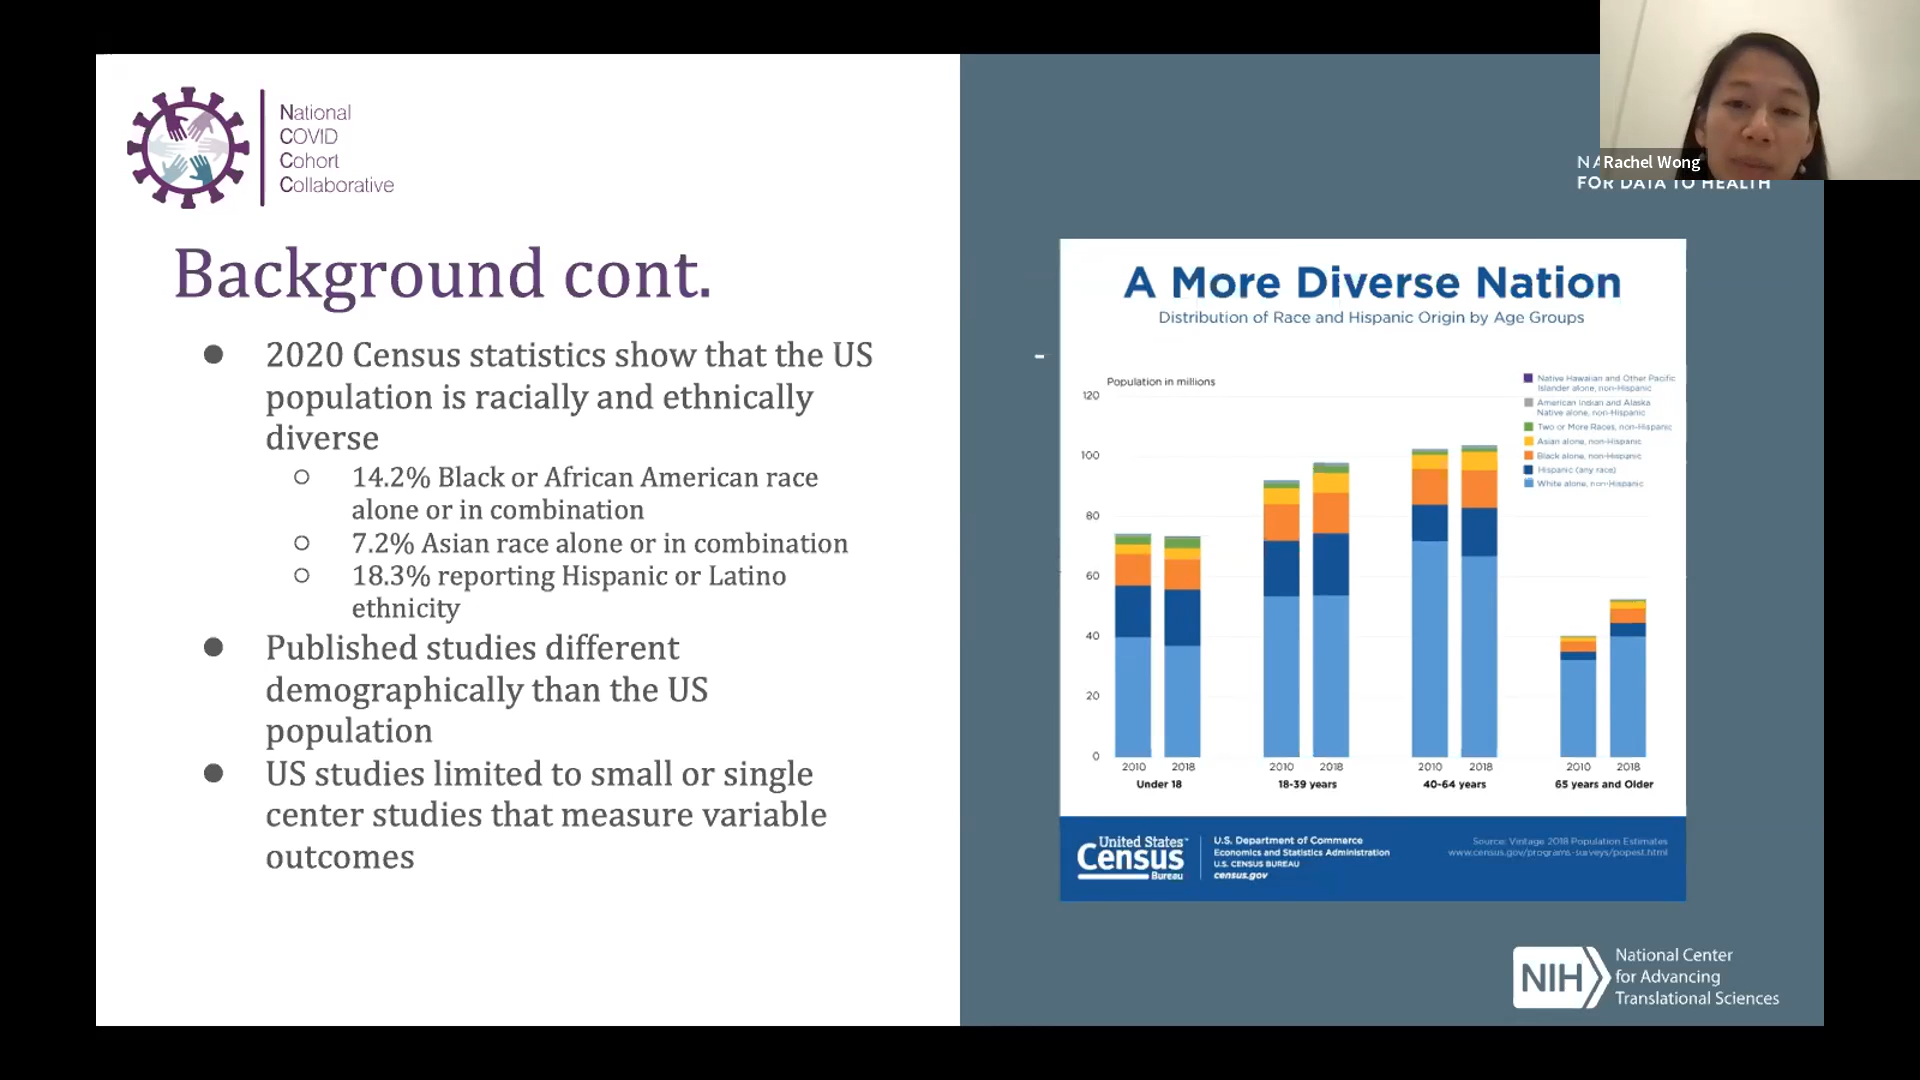 National
COVID
Cohort
Collaborative
Background cont.
● 2020 Census statistics show that the US
population is racially and ethnically
diverse
○ 14.2% Black or African American race
alone or in combination
○ 7.2% Asian race alone or in combination
○ 18.3% reporting Hispanic or Latino
ethnicity
● Published studies different
demographically than the US
population
● US studies limited to small or single
center studies that measure variable
outcomes
Rachel Wong
FOR DATA TO HEALTH
A More Diverse Nation
Distribution of Race and Hispanic Origin by Age Groups
Population in millions
120
100
80
60
40
20
0
Native Hawaiian and Other Pacific
Islander alone, non-Hispanic
American Indian and Alaska
Native alone, non-Hispanic
Two or More Races, non-Hispanic
Asian alone, non-Hispanic
Black alone, non-Hispanic
Hispanic (any race)
White alone, non-Hispanic
2010 2018 2010 2018 2010 2018 2010 2018
Under 18 18-39 years 40-64 years 65 years and Older
United States™
Census
Bureau
U.S. Department of Commerce
Economics and Statistics Administration
U.S. CENSUS BUREAU
census.gov
Source: Vintage 2018 Population Estimates
www.census.gov/programs-surveys/popest.html
NIH
National Center
for Advancing
Translational Sciences